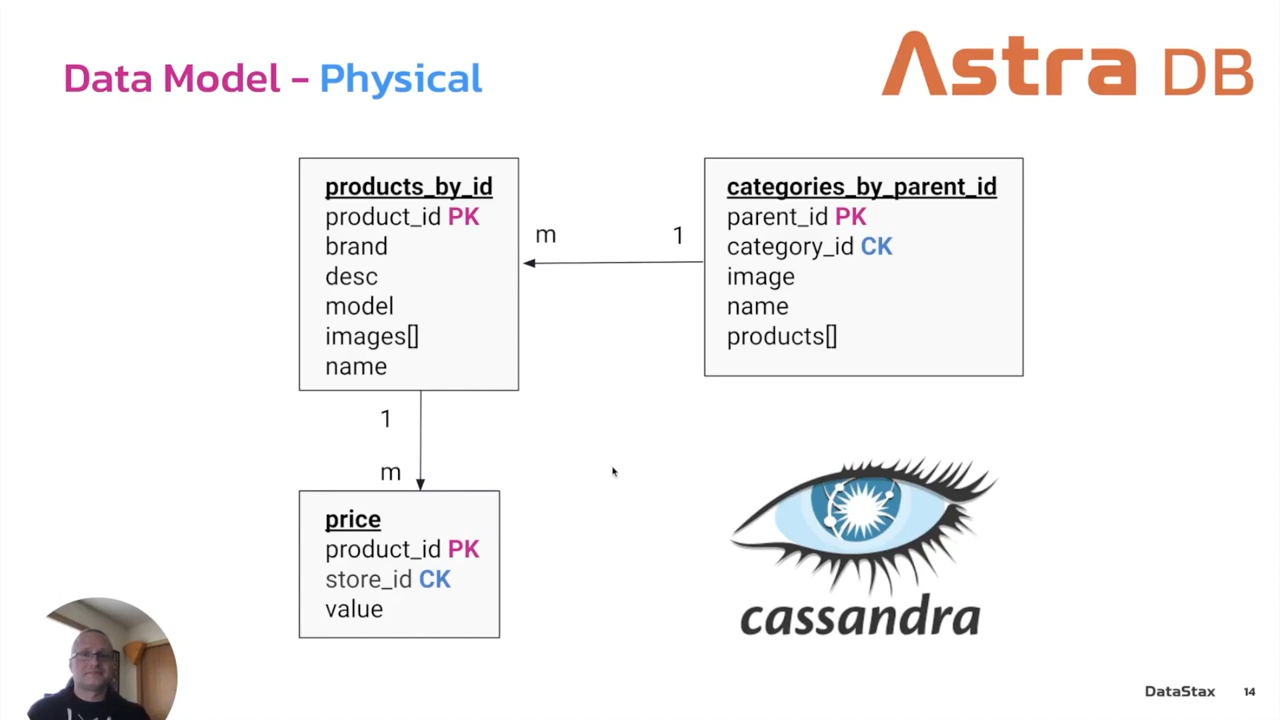 Data Model - Physical
Astra DB
products_by_id
product_id PK
brand
desc
model
images[]
name
m
1
categories_by_parent_id
parent_id PK
category_id CK
image
name
products[]
1
m
price
product_id PK
store_id CK
value
cassandra
DataStax
14